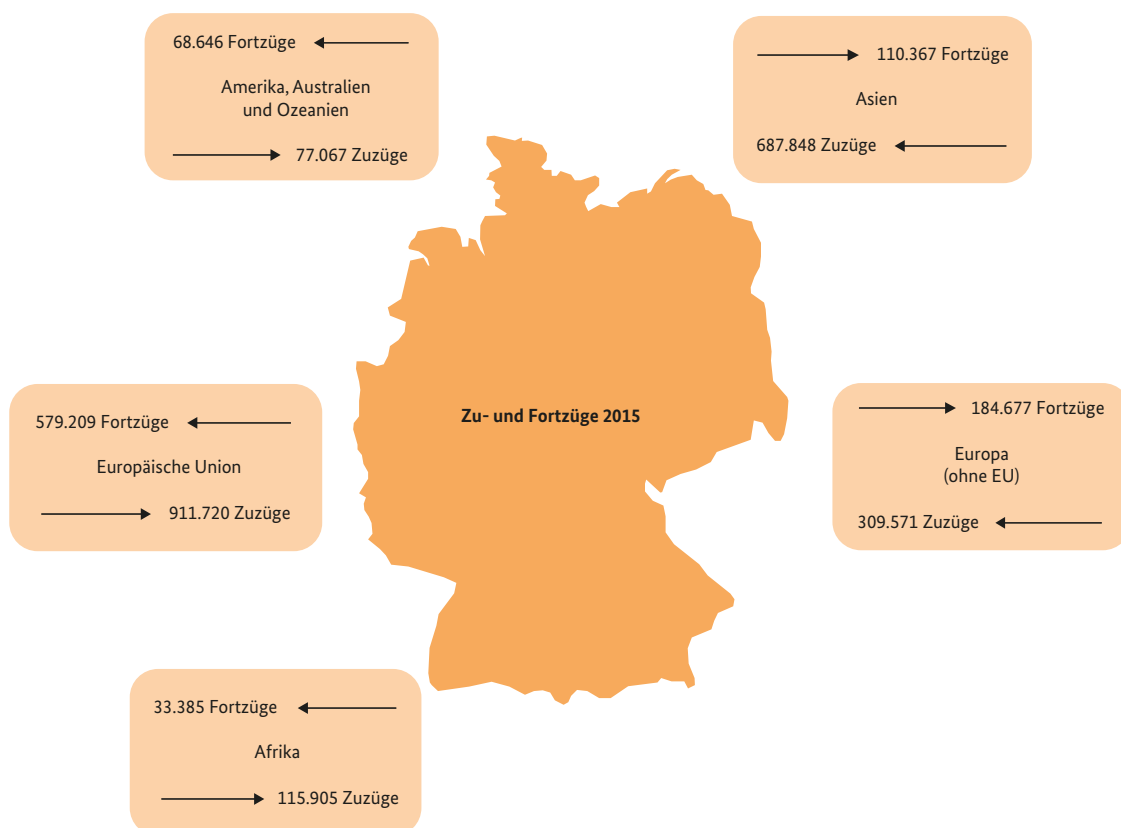 68.646 Fortzüge
Amerika, Australien
und Ozeanien
77.067 Zuzüge
110.367 Fortzüge
Asien
687.848 Zuzüge
579.209 Fortzüge
Europäische Union
911.720 Zuzüge
Zu- und Fortzüge 2015
184.677 Fortzüge
Europa
(ohne EU)
309.571 Zuzüge
33.385 Fortzüge
Afrika
115.905 Zuzüge